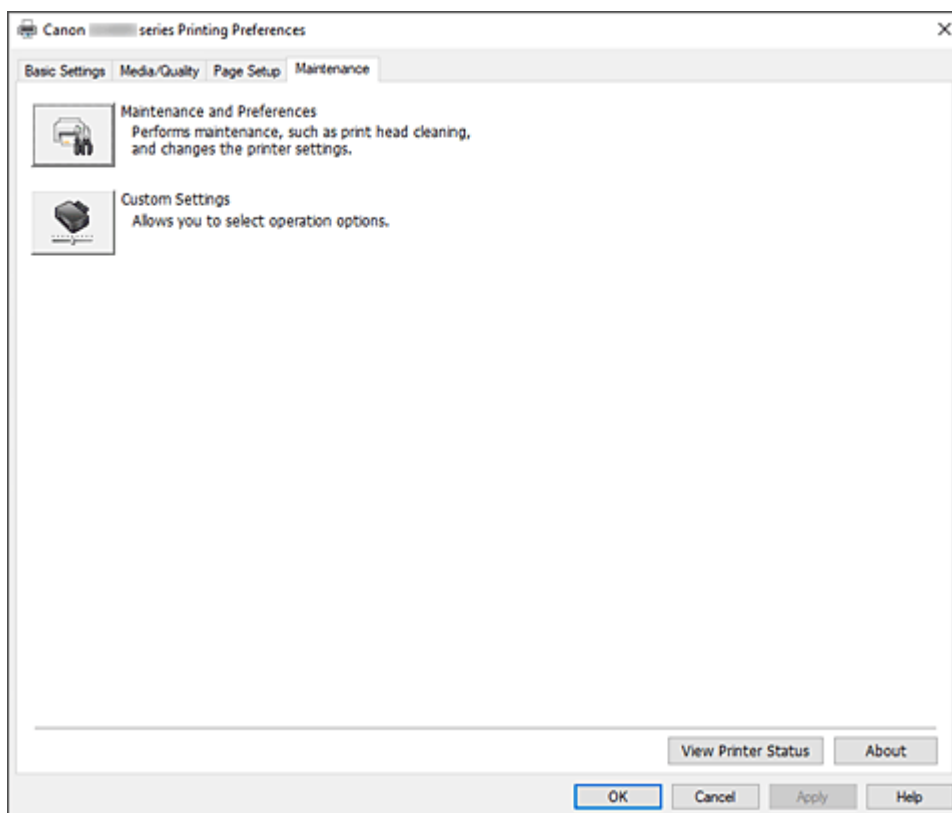 Canon series Printing Preferences
Basic Settings Media/Quality Page Setup Maintenance
Maintenance and Preferences
Performs maintenance, such as print head cleaning,
and changes the printer settings.
Custom Settings
Allows you to select operation options.
View Printer Status About
OK Cancel Apply Help